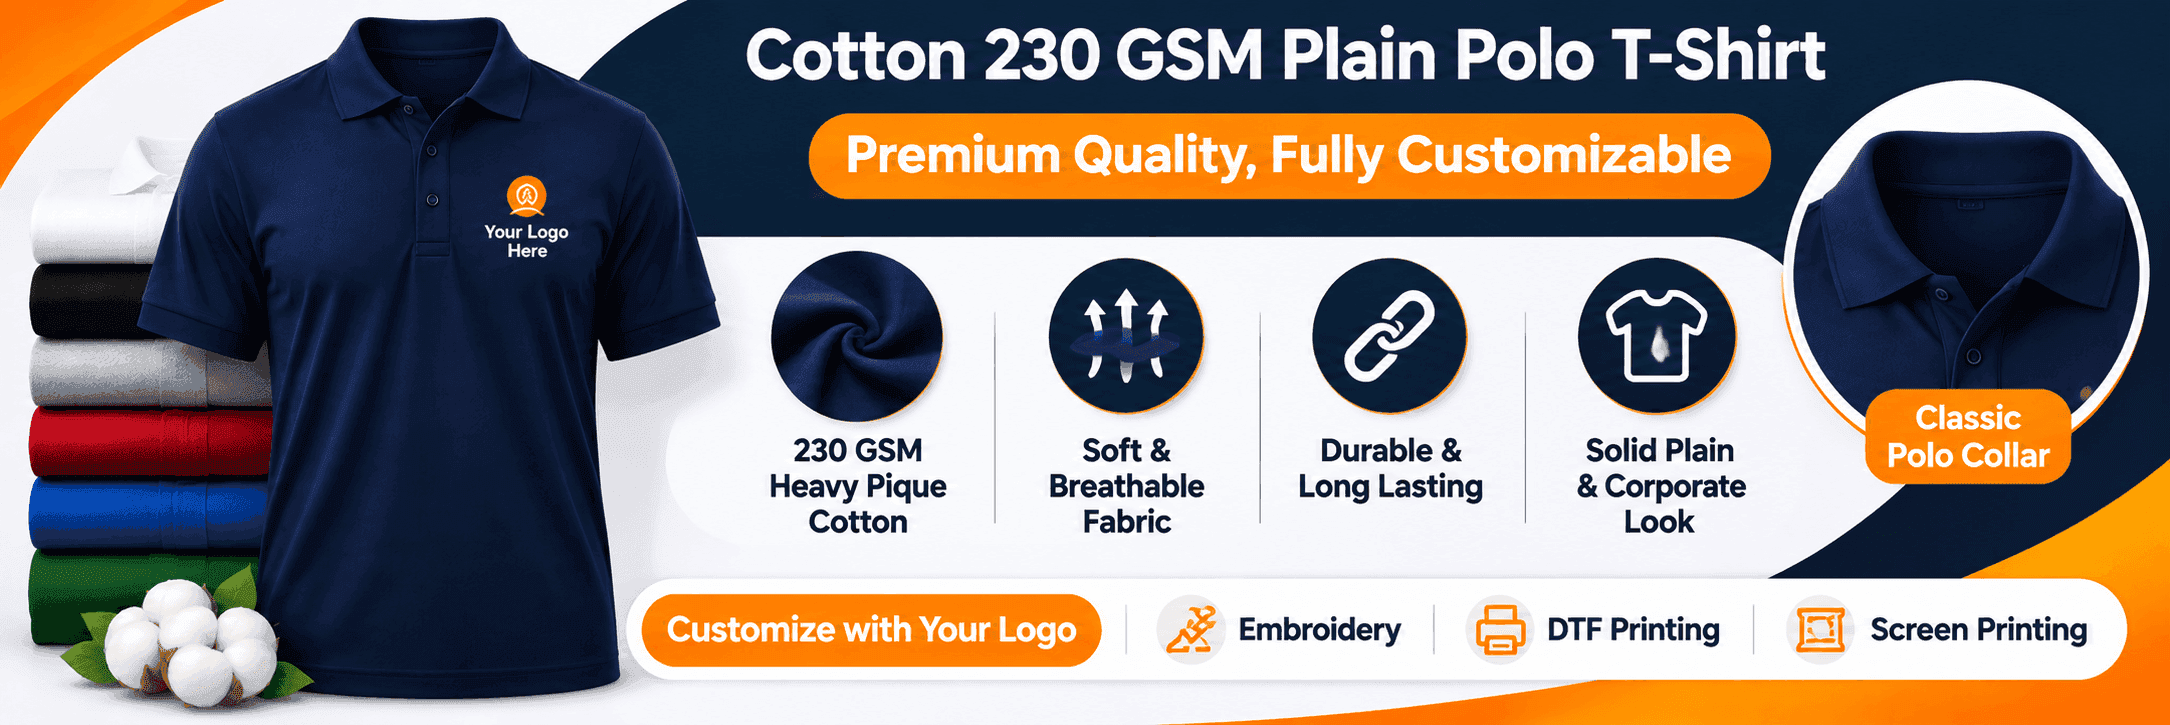 Cotton 230 GSM Plain Polo T-Shirt
Premium Quality, Fully Customizable
Your Logo
Here
230 GSM
Heavy Pique
Cotton
Soft &
Breathable
Fabric
Durable &
Long Lasting
Solid Plain
& Corporate
Look
Classic
Polo Collar
Customize with Your Logo
Embroidery
DTF Printing
Screen Printing